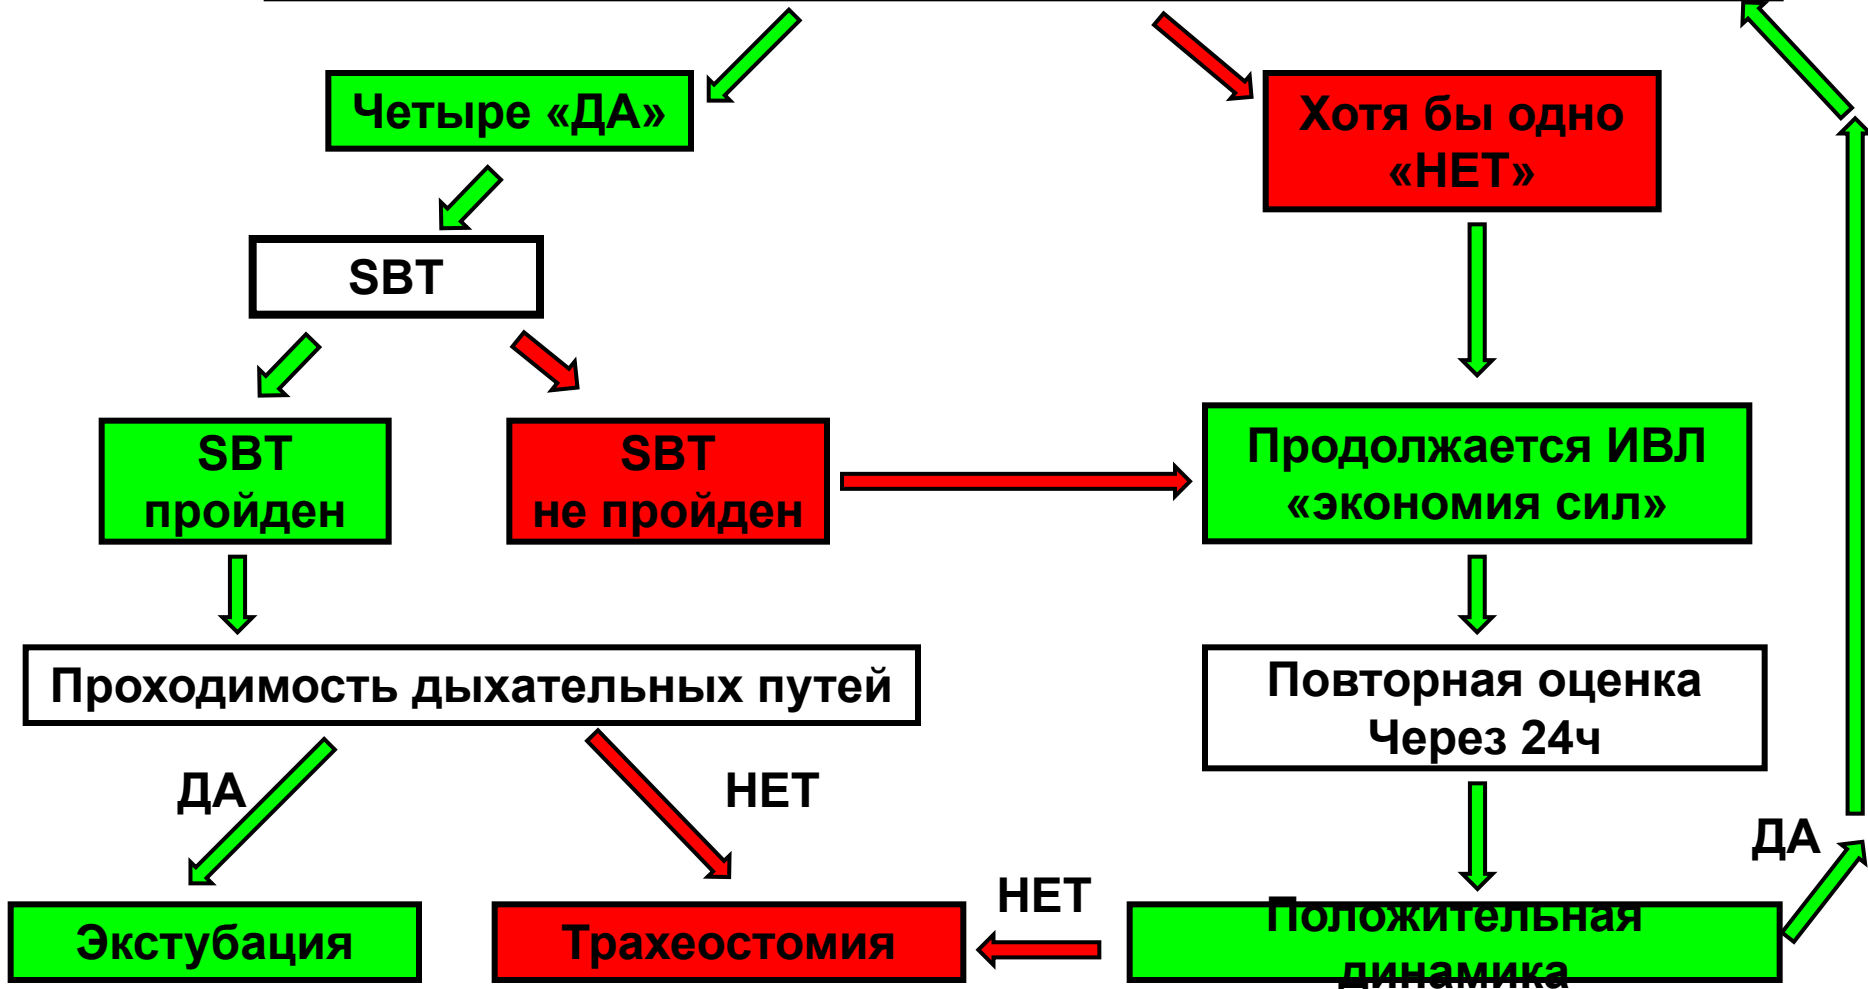 Четыре «ДА»
Хотя бы одно
«НЕТ»
SBT
SBT
пройден
SBT
не пройден
Продолжается ИВЛ
«экономия сил»
Проходимость дыхательных путей
Повторная оценка
Через 24ч
ДА
НЕТ
ДА
НЕТ
Экстубация
Трахеостомия
Положительная
динамика